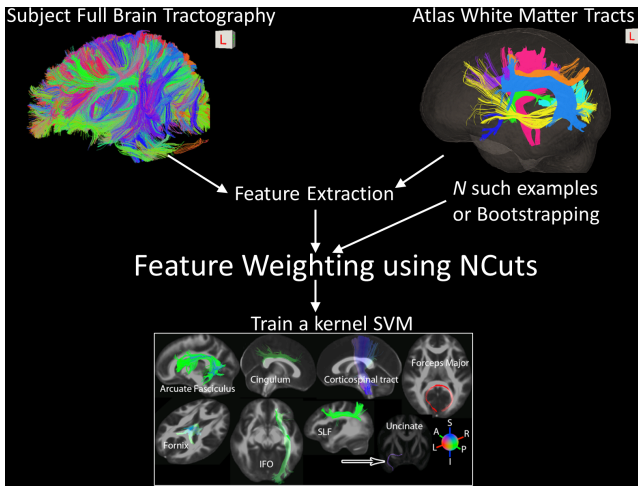 Subject Full Brain Tractography
Atlas White Matter Tracts
L
L
Feature Extraction
N such examples
or Bootstrapping
Feature Weighting using NCuts
Train a kernel SVM
Arcuate Fasciculus
Cingulum
Corticospinal tract
Forceps Major
Fornix
IFO
SLF
Uncinate
S
A
R
L
P
I